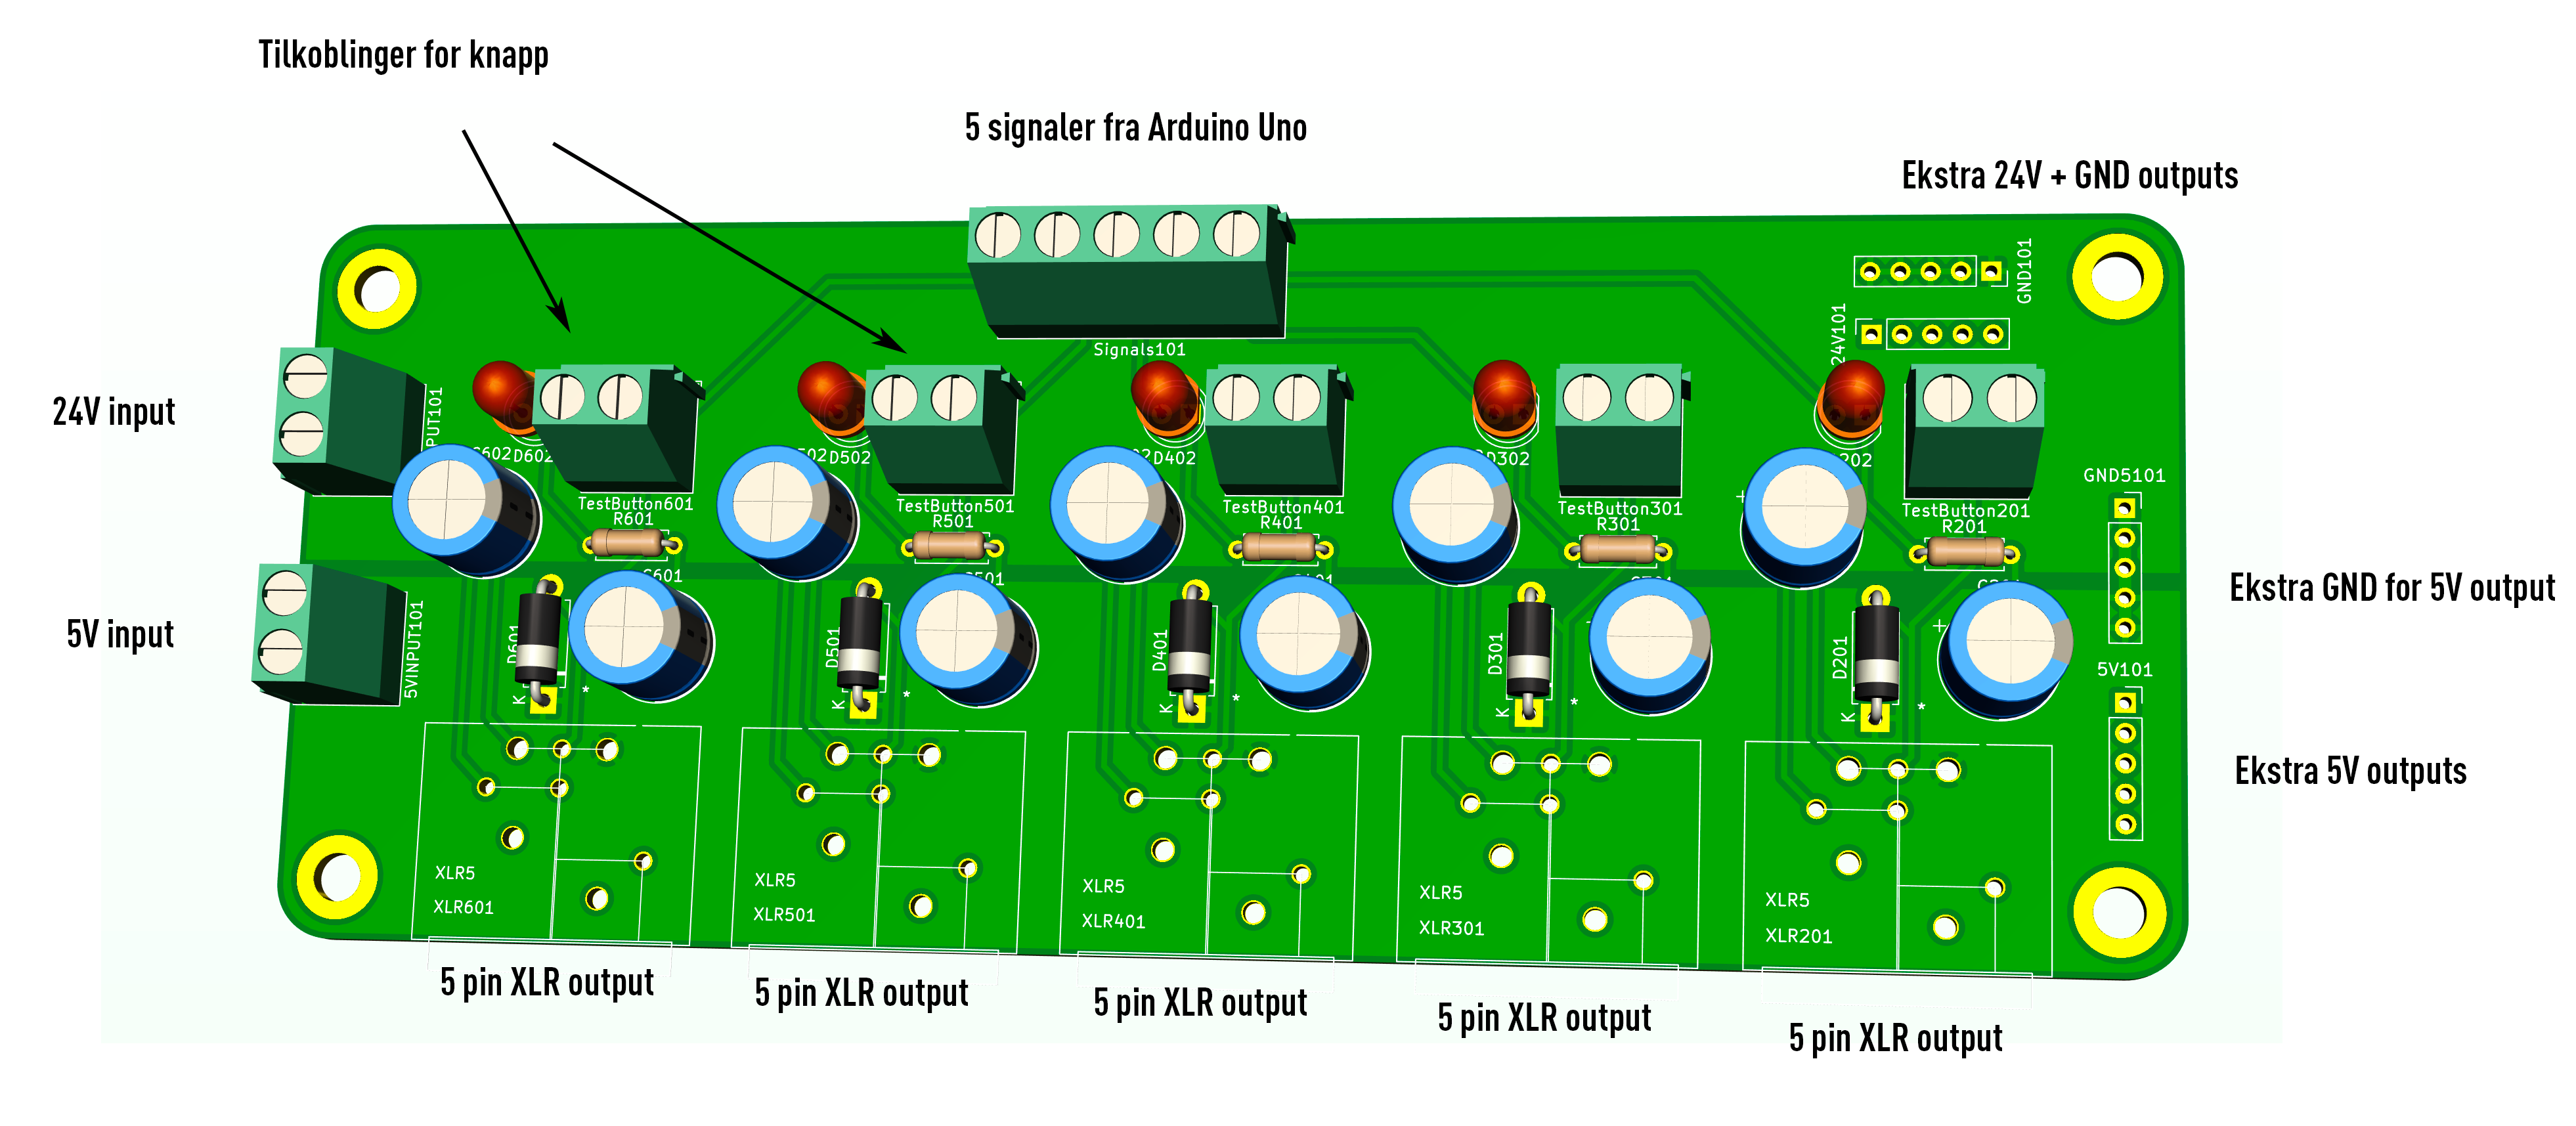 Tilkoblinger for knapp
5 signaler fra Arduino Uno
Ekstra 24V + GND outputs
GND101
24V101
Signals101
24V input
PUT101
602 D602
502 D502
D402
D302
202
TestButton601
R601
TestButton501
R501
TestButton401
R401
TestButton301
R301
TestButton201
R201
GND5101
C601
Ekstra GND for 5V output
5V input
5VINPUT101
D601
D501
D401
D301
D201
5V101
K
K
K
K
K
Ekstra 5V outputs
XLR5
XLR601
XLR5
XLR501
XLR5
XLR401
XLR5
XLR301
XLR5
XLR201
5 pin XLR output
5 pin XLR output
5 pin XLR output
5 pin XLR output
5 pin XLR output